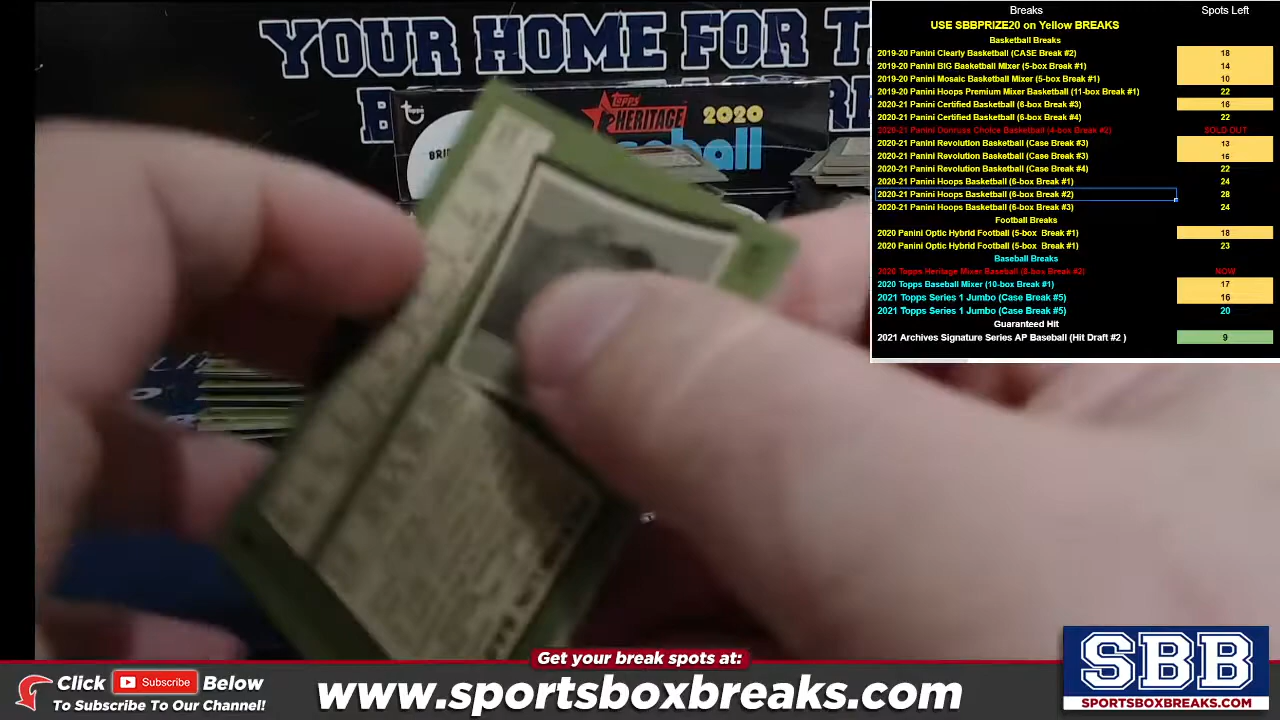 YOUR HOME FOR T
B
topps
TOPPS
HERITAGE
2020
Breaks Spots Left
USE SBBPRIZE20 on Yellow BREAKS
Basketball Breaks
2019-20 Panini Clearly Basketball (CASE Break #2) 18
2019-20 Panini BIG Basketball Mixer (5-box Break #1) 14
2019-20 Panini Mosaic Basketball Mixer (5-box Break #1) 10
2019-20 Panini Hoops Premium Mixer Basketball (11-box Break #1) 22
2020-21 Panini Certified Basketball (6-box Break #3) 16
2020-21 Panini Certified Basketball (6-box Break #4) 22
2020-21 Panini Donruss Choice Basketball (4-box Break #2) SOLD OUT
2020-21 Panini Revolution Basketball (Case Break #3) 13
2020-21 Panini Revolution Basketball (Case Break #3) 16
2020-21 Panini Revolution Basketball (Case Break #4) 22
2020-21 Panini Hoops Basketball (6-box Break #1) 24
2020-21 Panini Hoops Basketball (6-box Break #2) 28
2020-21 Panini Hoops Basketball (6-box Break #3) 24
Football Breaks
2020 Panini Optic Hybrid Football (5-box Break #1) 18
2020 Panini Optic Hybrid Football (5-box Break #1) 23
Baseball Breaks
2020 Topps Heritage Mixer Baseball (8-box Break #2) NOW
2020 Topps Baseball Mixer (10-box Break #1) 17
2021 Topps Series 1 Jumbo (Case Break #5) 16
2021 Topps Series 1 Jumbo (Case Break #5) 20
Guaranteed Hit
2021 Archives Signature Series AP Baseball (Hit Draft #2 ) 9
Get your break spots at:
Click Subscribe Below
To Subscribe To Our Channel!
www.sportsboxbreaks.com
SBB
SPORTSBOXBREAKS.COM